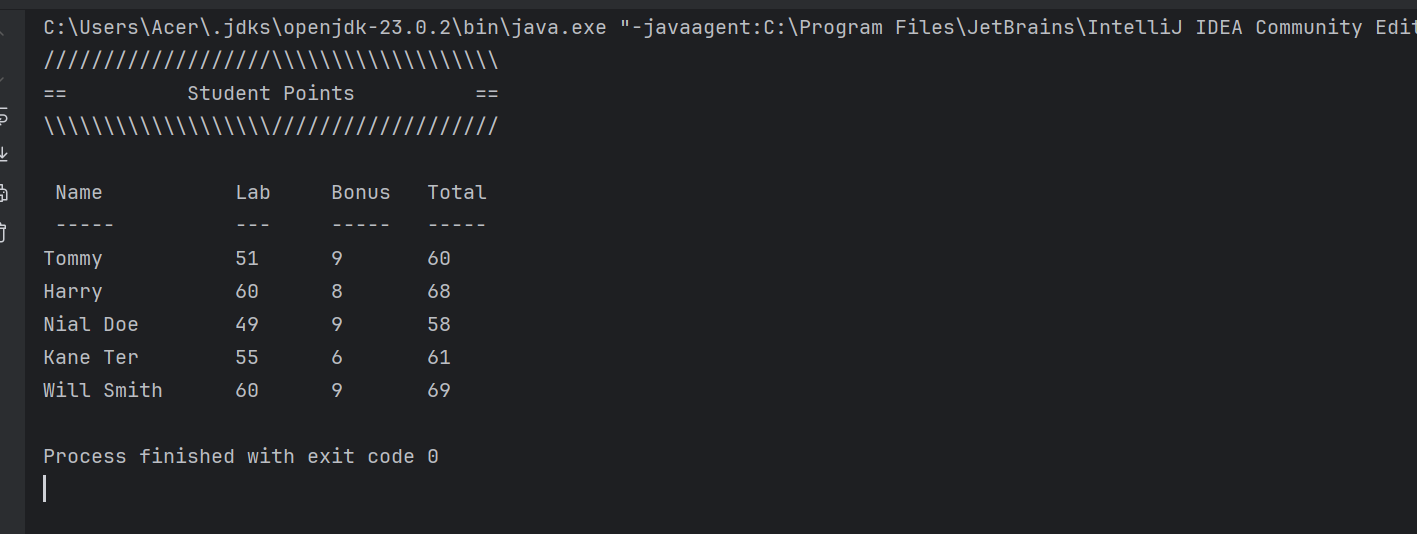 C:\Users\Acer\.jdks\openjdk-23.0.2\bin\java.exe "-javaagent:C:\Program Files\JetBrains\IntelliJ IDEA Community Edit
///////////////////\\\\\\\\\\\\\\\\\\\
==          Student Points          ==
\\\\\\\\\\\\\\\\\\\///////////////////
 Name           Lab     Bonus   Total
 -----          ---     -----   -----
Tommy           51      9       60
Harry           60      8       68
Nial Doe        49      9       58
Kane Ter        55      6       61
Will Smith      60      9       69
Process finished with exit code 0